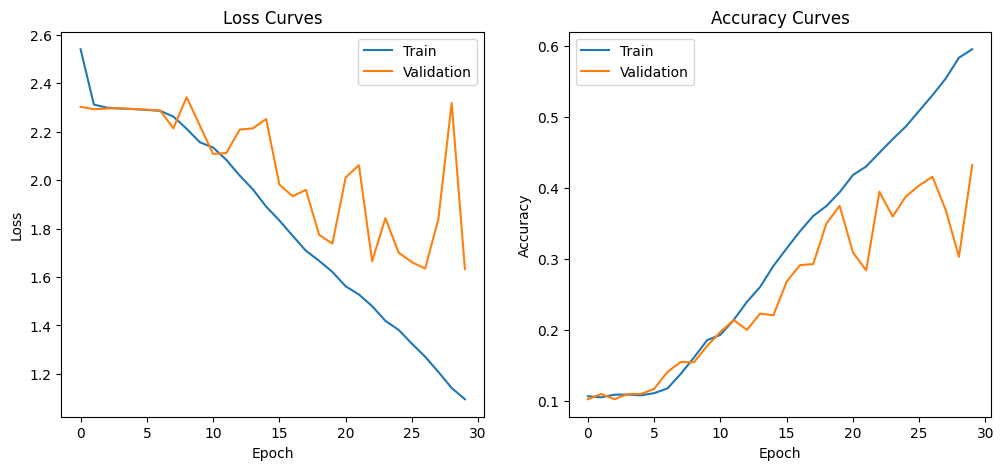 Loss Curves
Train
Validation
2.6
2.4
2.2
2.0
1.8
1.6
1.4
1.2
Loss
0 5 10 15 20 25 30
Epoch
Accuracy Curves
Train
Validation
0.6
0.5
0.4
0.3
0.2
0.1
Accuracy
0 5 10 15 20 25 30
Epoch